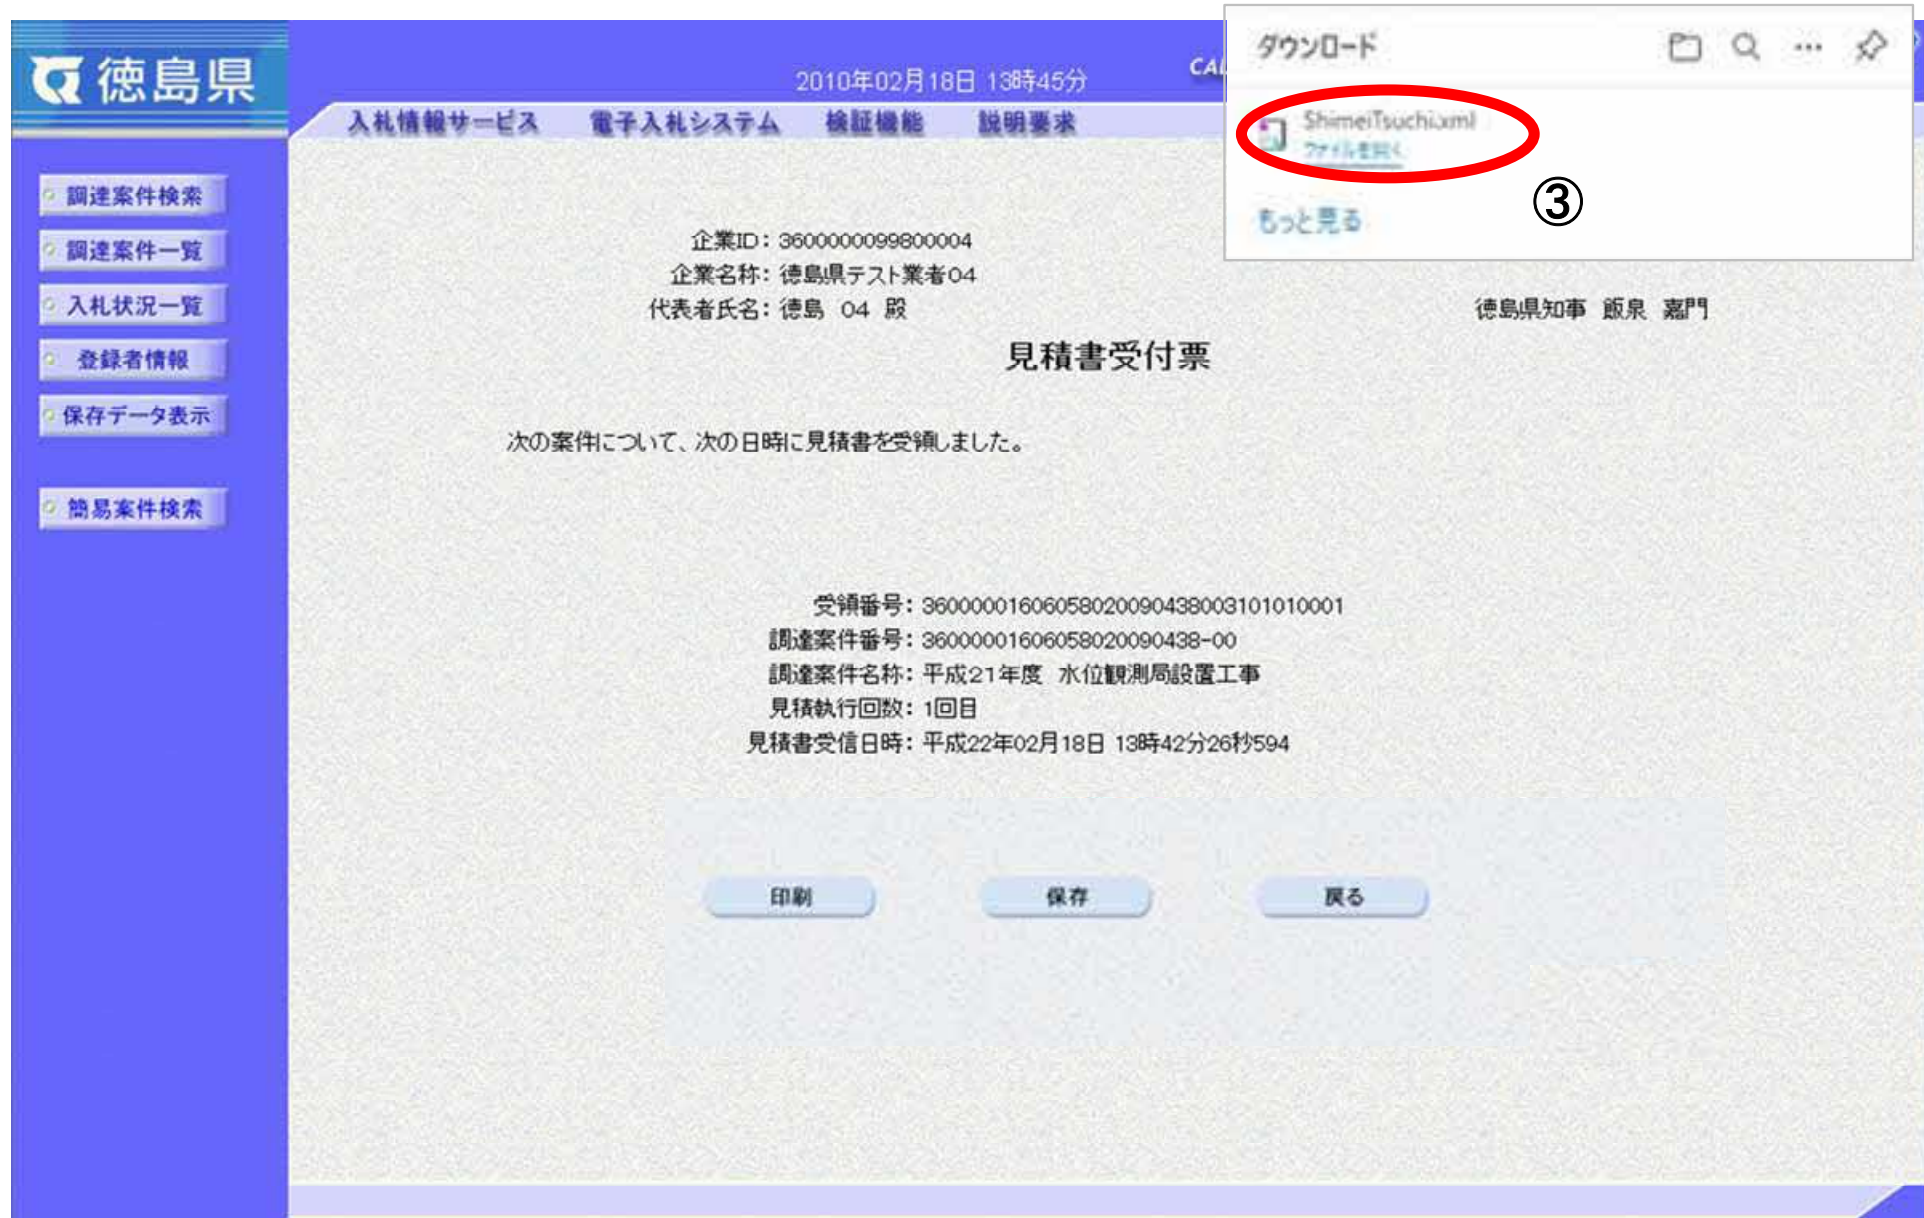 徳島県
2010年02月18日 13時45分
CAL
入札情報サービス 電子入札システム 検証機能 説明要求
ダウンロード
ShimeiTsuchi.xml
ファイルを開く
もっと見る
③
調達案件検索
調達案件一覧
入札状況一覧
登録者情報
保存データ表示
簡易案件検索
企業ID：3600000099800004
企業名称：徳島県テスト業者04
代表者氏名：徳島 04 殿
徳島県知事 飯泉 嘉門
見積書受付票
次の案件について、次の日時に見積書を受領しました。
受領番号：36000001606058020090438003101010001
調達案件番号：36000001606058020090438-00
調達案件名称：平成21年度 水位観測局設置工事
見積執行回数：1回目
見積書受信日時：平成22年02月18日 13時42分26秒594
印刷 保存 戻る